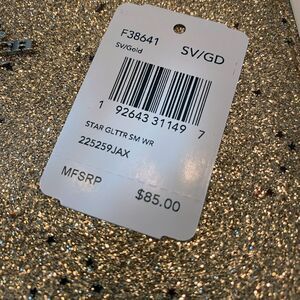 F38641 SV/GD
SV/Gold
1 92643 31149 7
STAR GLTTR SM WR
225259JAX
MFSRP $85.00